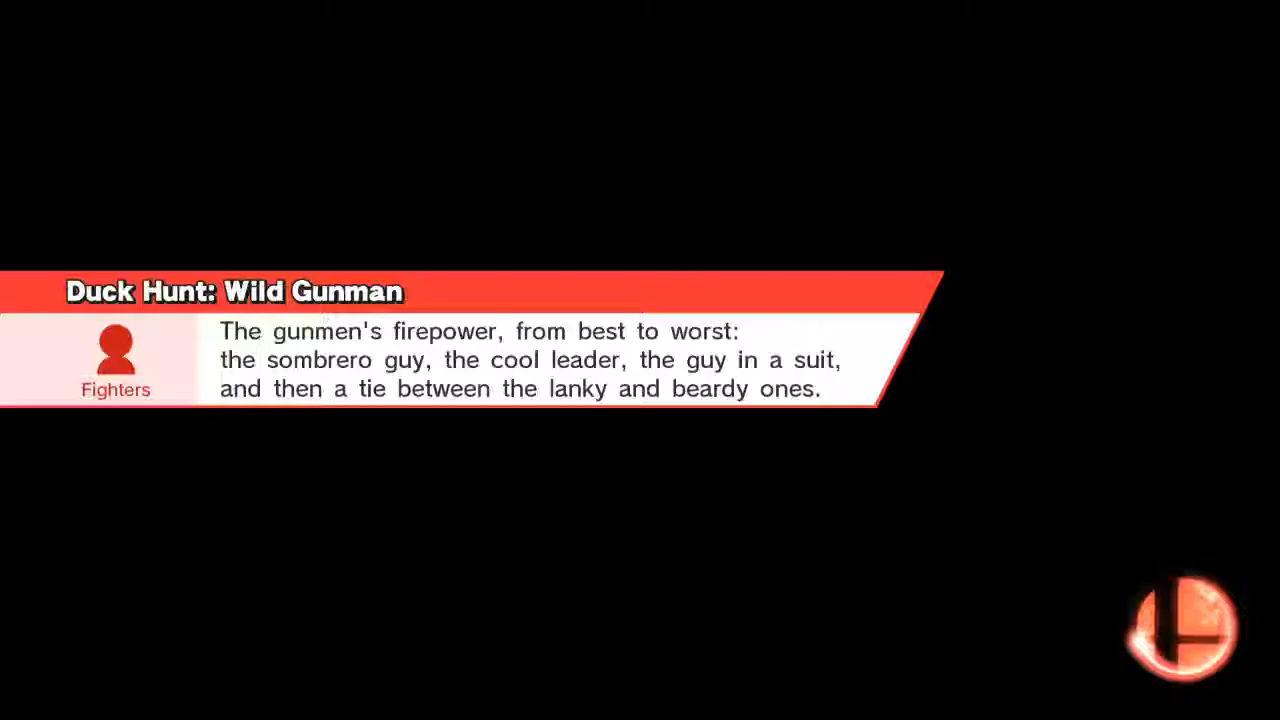 Duck Hunt: Wild Gunman
The gunmen's firepower, from best to worst:
the sombrero guy, the cool leader, the guy in a suit,
and then a tie between the lanky and beardy ones.
Fighters